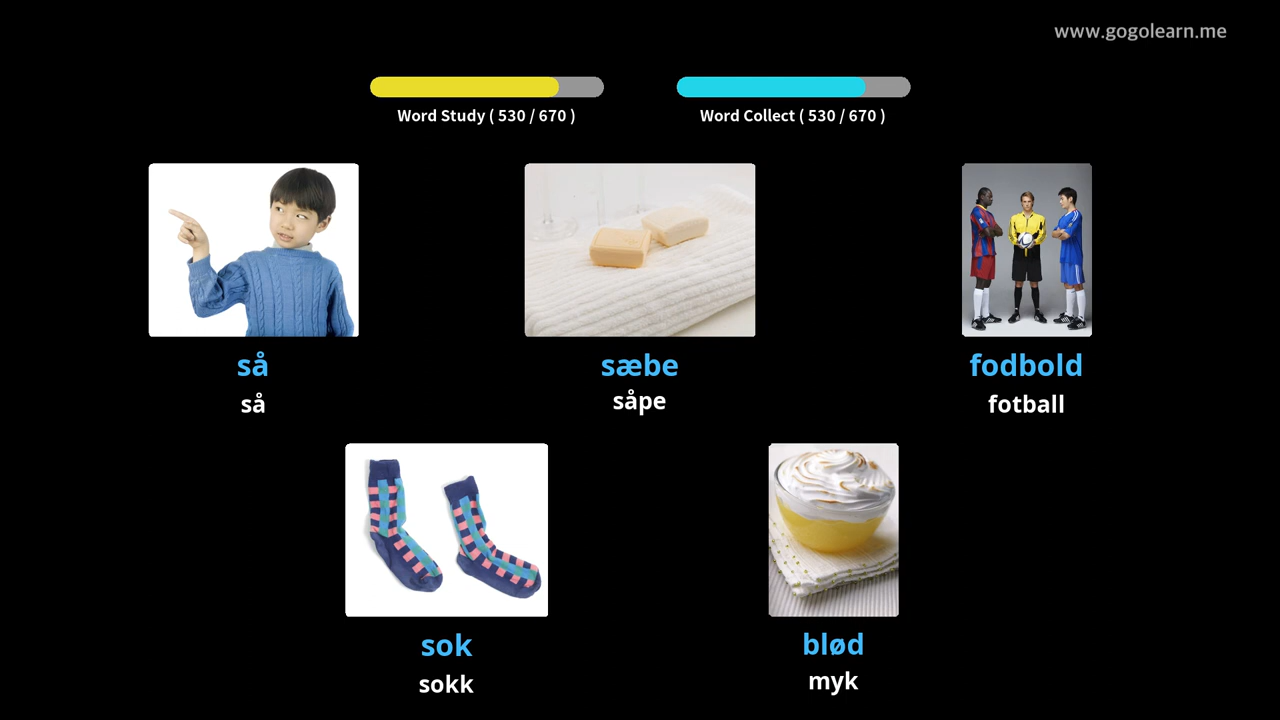 www.gogolearn.me
Word Study ( 530 / 670 )
Word Collect ( 530 / 670 )
så
så
sæbe
såpe
fodbold
fotball
sok
sokk
blød
myk